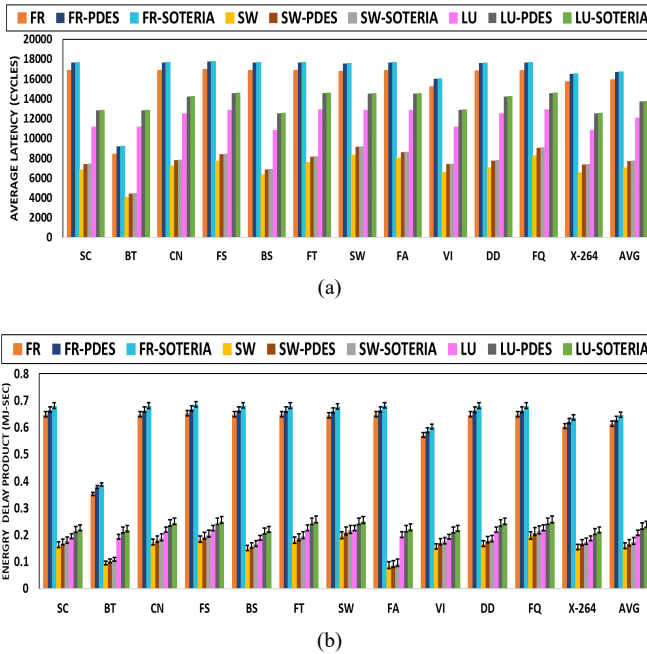 FR FR-PDES FR-SOTERIA SW SW-PDES SW-SOTERIA LU LU-PDES LU-SOTERIA
AVERAGE LATENCY (CYCLES)
20000
18000
16000
14000
12000
10000
8000
6000
4000
2000
0
SC BT CN FS BS FT SW FA VI DD FQ X-264 AVG
(a)
FR FR-PDES FR-SOTERIA SW SW-PDES SW-SOTERIA LU LU-PDES LU-SOTERIA
ENERGRY DELAY PRODUCT (MJ-SEC)
0.8
0.7
0.6
0.5
0.4
0.3
0.2
0.1
0
SC BT CN FS BS FT SW FA VI DD FQ X-264 AVG
(b)